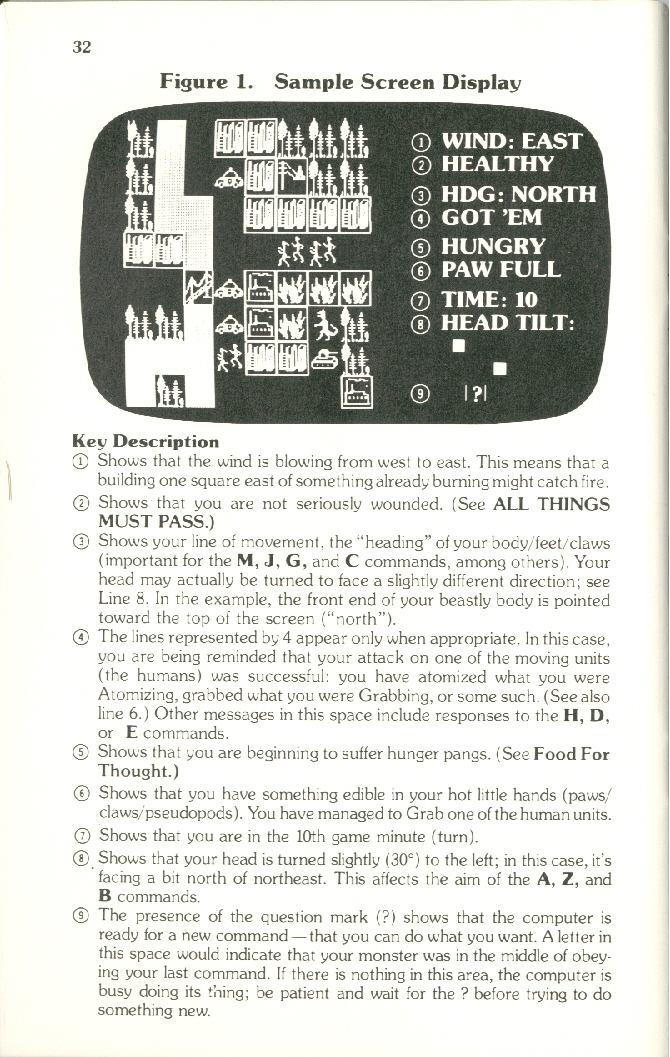 32
Figure 1. Sample Screen Display
① WIND: EAST
② HEALTHY
③ HDG: NORTH
④ GOT 'EM
⑤ HUNGRY
⑥ PAW FULL
⑦ TIME: 10
⑧ HEAD TILT:
⑨ |?|
Key Description
① Shows that the wind is blowing from west to east. This means that a
building one square east of something already burning might catch fire.
② Shows that you are not seriously wounded. (See ALL THINGS
MUST PASS.)
③ Shows your line of movement, the “heading” of your body/feet/claws
(important for the M, J, G, and C commands, among others). Your
head may actually be turned to face a slightly different direction; see
Line 8. In the example, the front end of your beastly body is pointed
toward the top of the screen (“north”).
④ The lines represented by 4 appear only when appropriate. In this case,
you are being reminded that your attack on one of the moving units
(the humans) was successful: you have atomized what you were
Atomizing, grabbed what you were Grabbing, or some such. (See also
line 6.) Other messages in this space include responses to the H, D,
or E commands.
⑤ Shows that you are beginning to suffer hunger pangs. (See Food For
Thought.)
⑥ Shows that you have something edible in your hot little hands (paws/
claws/pseudopods). You have managed to Grab one of the human units.
⑦ Shows that you are in the 10th game minute (turn).
⑧ Shows that your head is turned slightly (30°) to the left; in this case, it's
facing a bit north of northeast. This affects the aim of the A, Z, and
B commands.
⑨ The presence of the question mark (?) shows that the computer is
ready for a new command—that you can do what you want. A letter in
this space would indicate that your monster was in the middle of obey-
ing your last command. If there is nothing in this area, the computer is
busy doing its thing; be patient and wait for the ? before trying to do
something new.